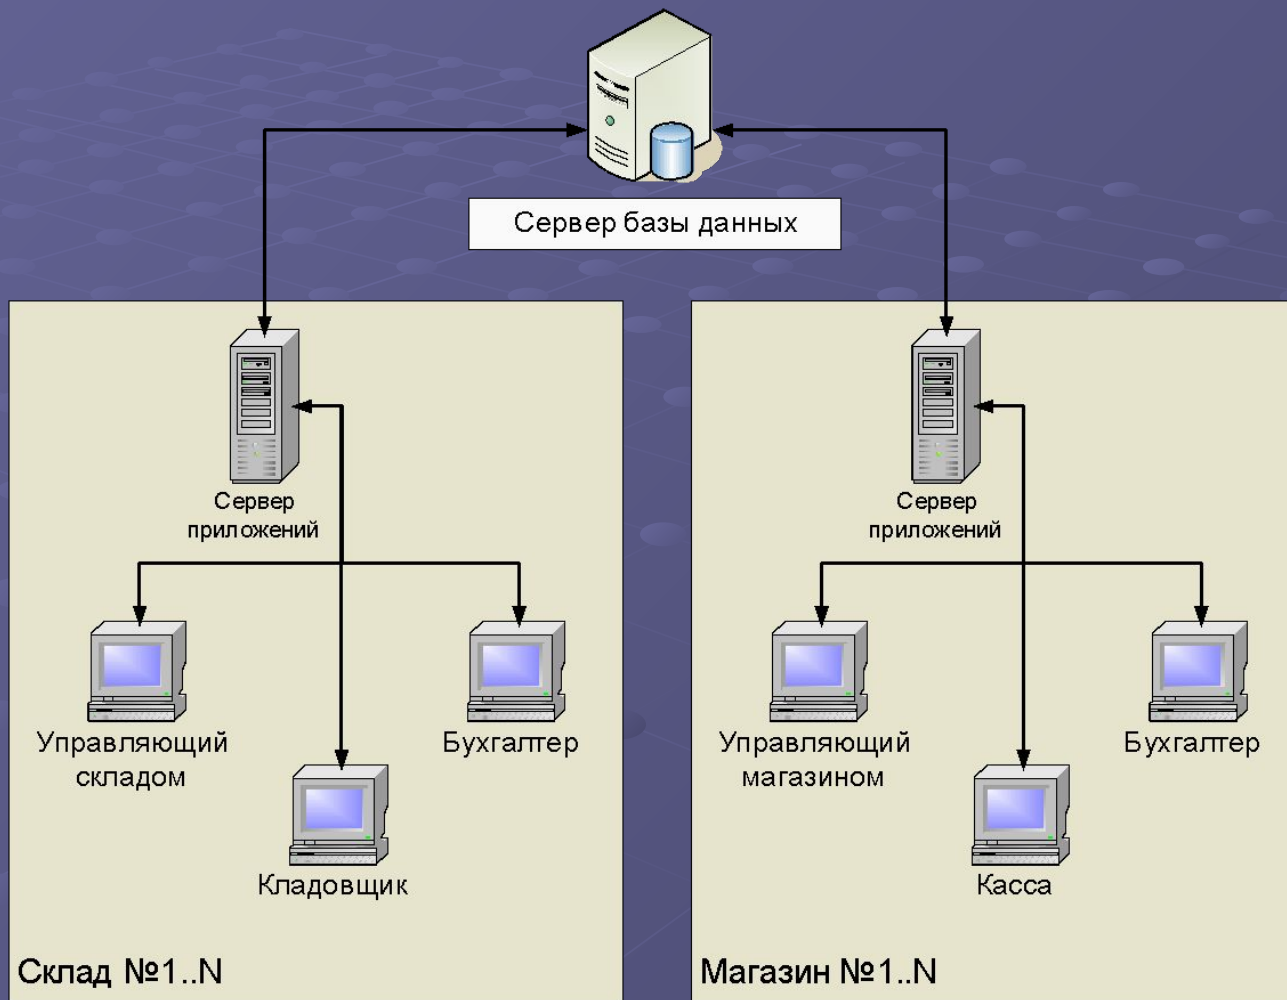 Сервер базы данных
Сервер
приложений
Управляющий
складом
Бухгалтер
Кладовщик
Склад №1..N
Сервер
приложений
Управляющий
магазином
Бухгалтер
Касса
Магазин №1..N